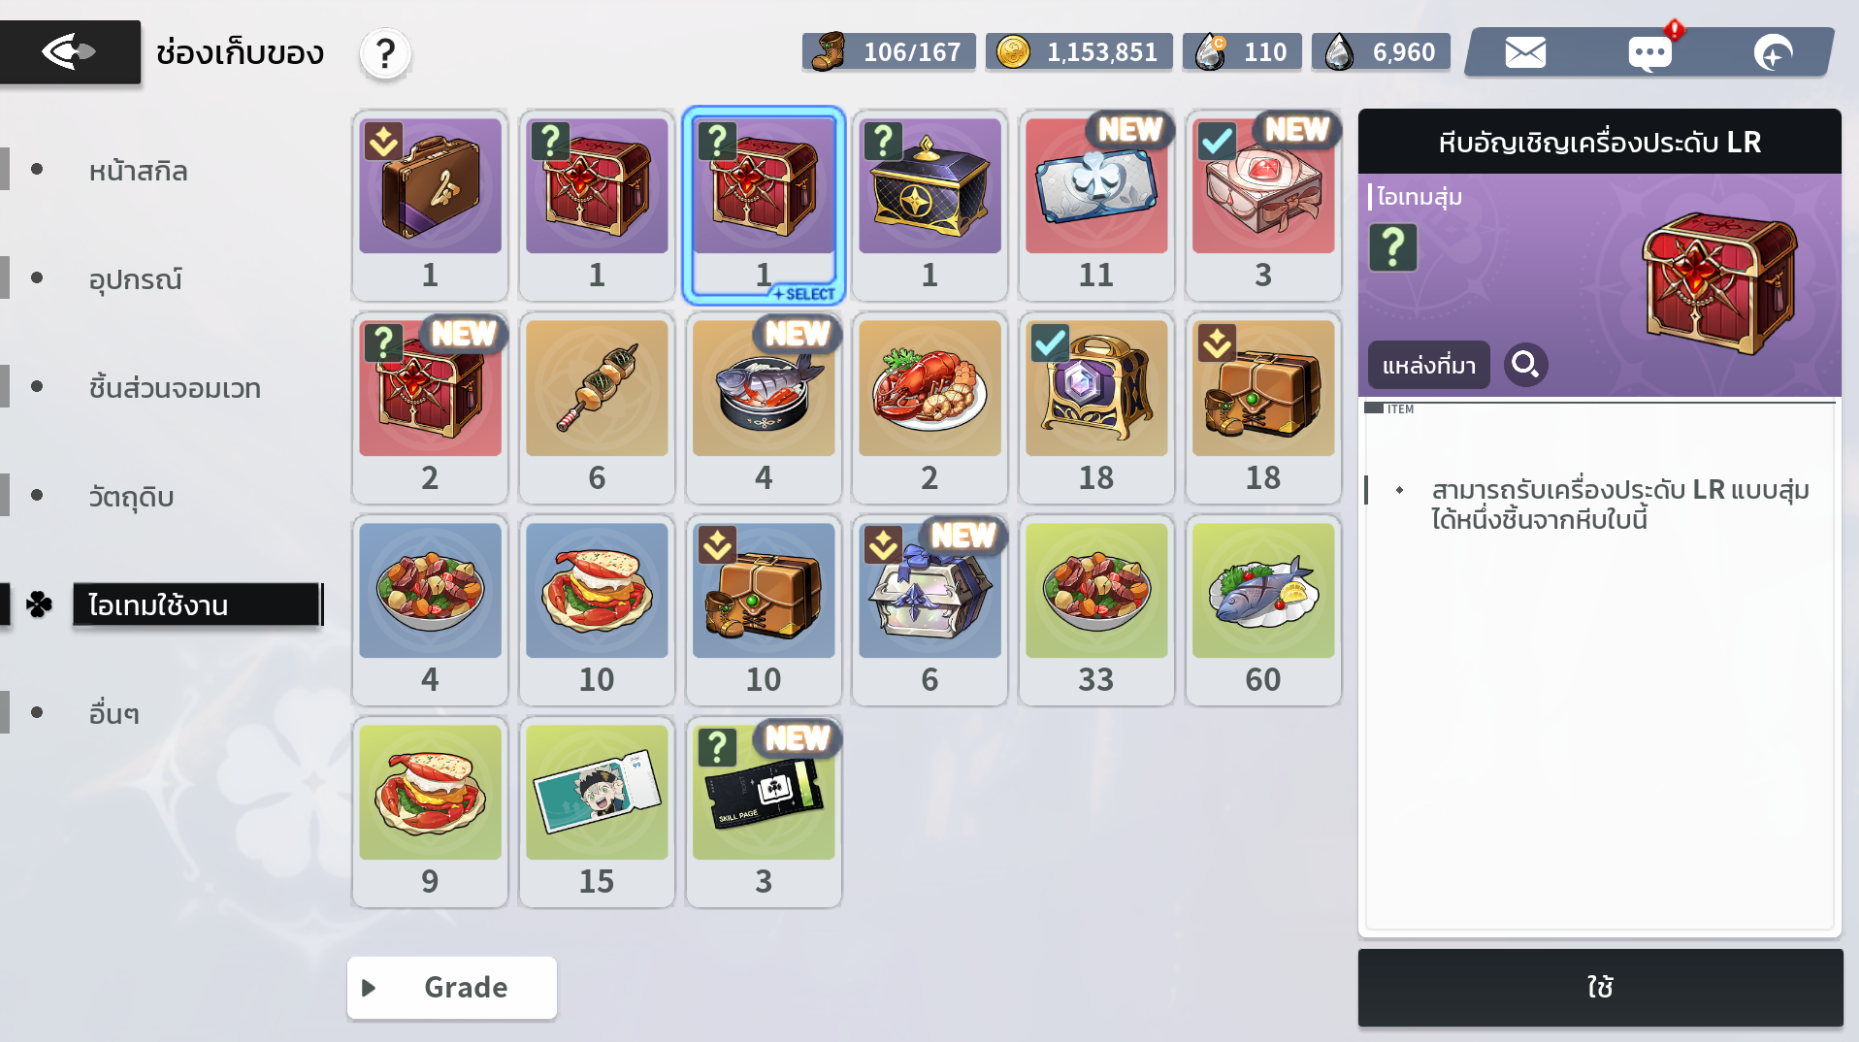 ช่องเก็บของ
?
106/167
1,153,851
110
6,960
หน้าสกิล
อุปกรณ์
ชิ้นส่วนจอมเวท
วัตถุดิบ
ไอเทมใช้งาน
อื่นๆ
1
?
1
?
1
SELECT
?
1
NEW
11
NEW
3
?
NEW
2
6
NEW
4
2
18
18
4
10
10
NEW
6
33
60
9
15
?
NEW
SKILL PAGE
3
Grade
หีบอัญเชิญเครื่องประดับ LR
ไอเทมสุ่ม
?
แหล่งที่มา
ITEM
สามารถรับเครื่องประดับ LR แบบสุ่ม
ได้หนึ่งชิ้นจากหีบใบนี้
ใช้